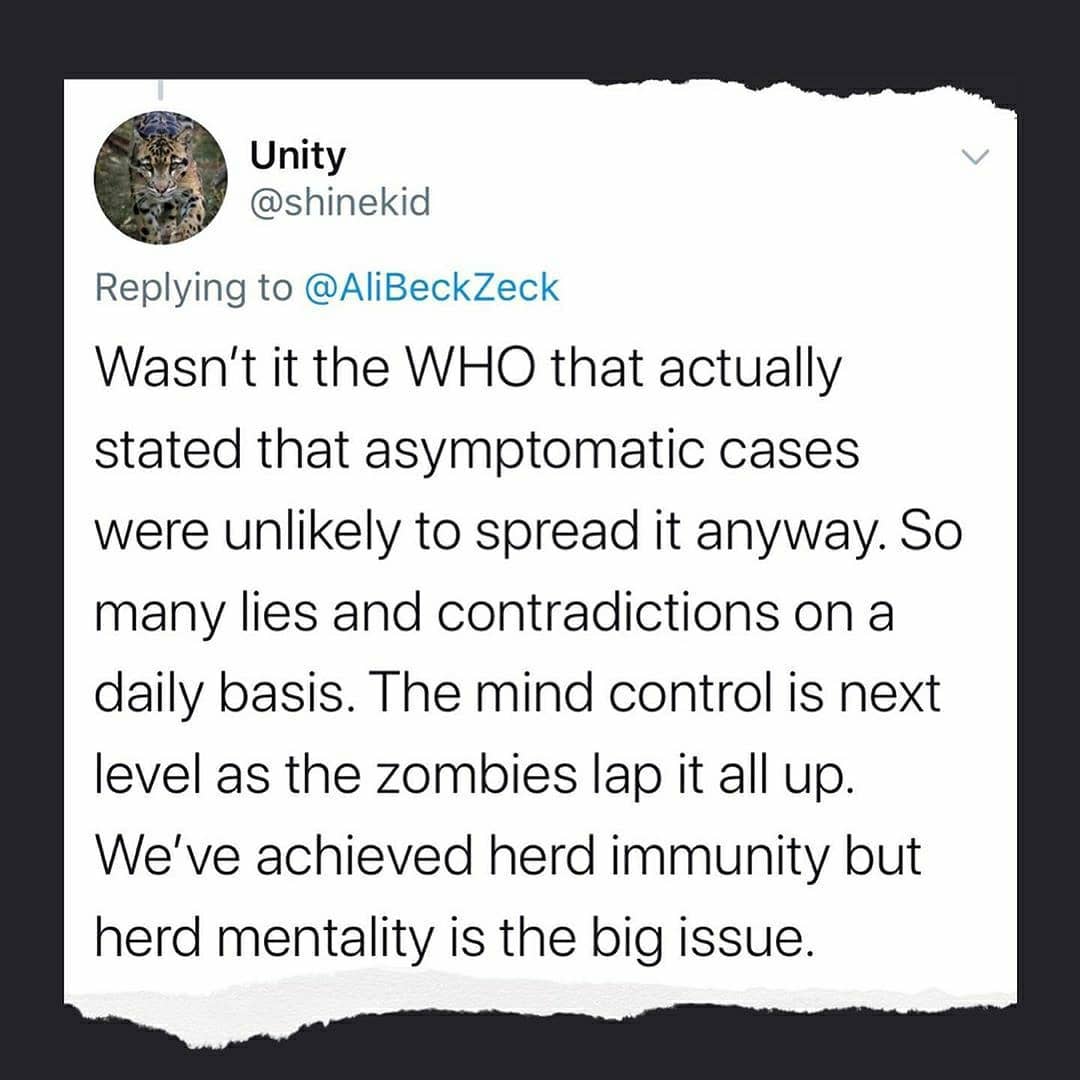 Unity
@shinekid
Replying to @AliBeckZeck
Wasn't it the WHO that actually
stated that asymptomatic cases
were unlikely to spread it anyway. So
many lies and contradictions on a
daily basis. The mind control is next
level as the zombies lap it all up.
We've achieved herd immunity but
herd mentality is the big issue.